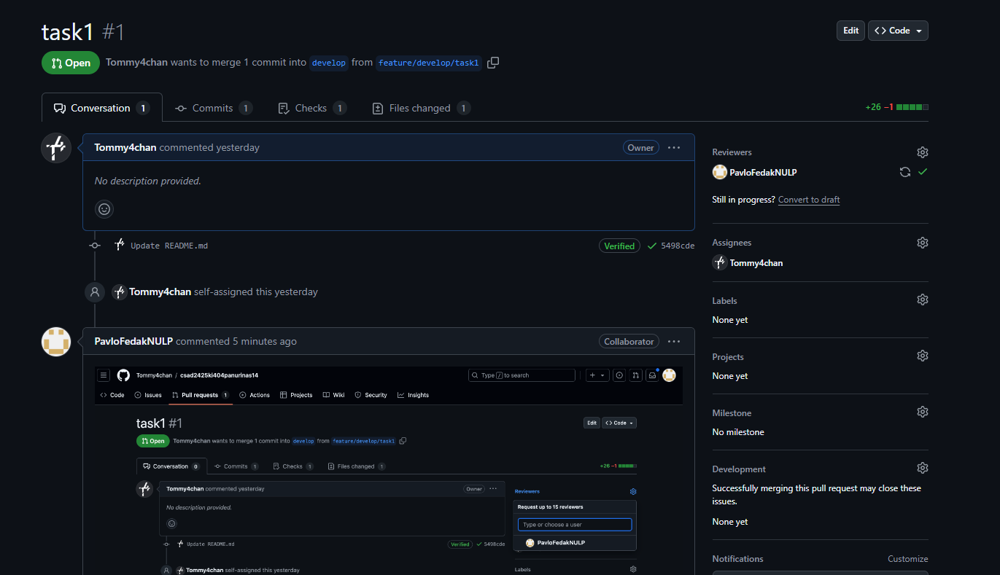 task1 #1
Edit
<> Code
Open
Tommy4chan wants to merge 1 commit into develop from feature/develop/task1
Conversation 1
Commits 1
Checks 1
Files changed 1
+26 −1
Tommy4chan commented yesterday
Owner
No description provided.
Update README.md
Verified
5498cde
Tommy4chan self-assigned this yesterday
PavloFedakNULP commented 5 minutes ago
Collaborator
Tommy4chan / csad2425ki404panurinas14
Type / to search
Code
Issues
Pull requests 1
Actions
Projects
Wiki
Security
Insights
task1 #1
Edit
<> Code
Open
Tommy4chan wants to merge 1 commit into develop from feature/develop/task1
Conversation 0
Commits 1
Checks 1
Files changed 1
+26 −1
Tommy4chan commented yesterday
Owner
No description provided.
Update README.md
Verified
5498cde
Tommy4chan self-assigned this yesterday
Reviewers
Request up to 15 reviewers
Type or choose a user
PavloFedakNULP
Labels
Reviewers
PavloFedakNULP
Still in progress? Convert to draft
Assignees
Tommy4chan
Labels
None yet
Projects
None yet
Milestone
No milestone
Development
Successfully merging this pull request may close these
issues.
None yet
Notifications
Customize